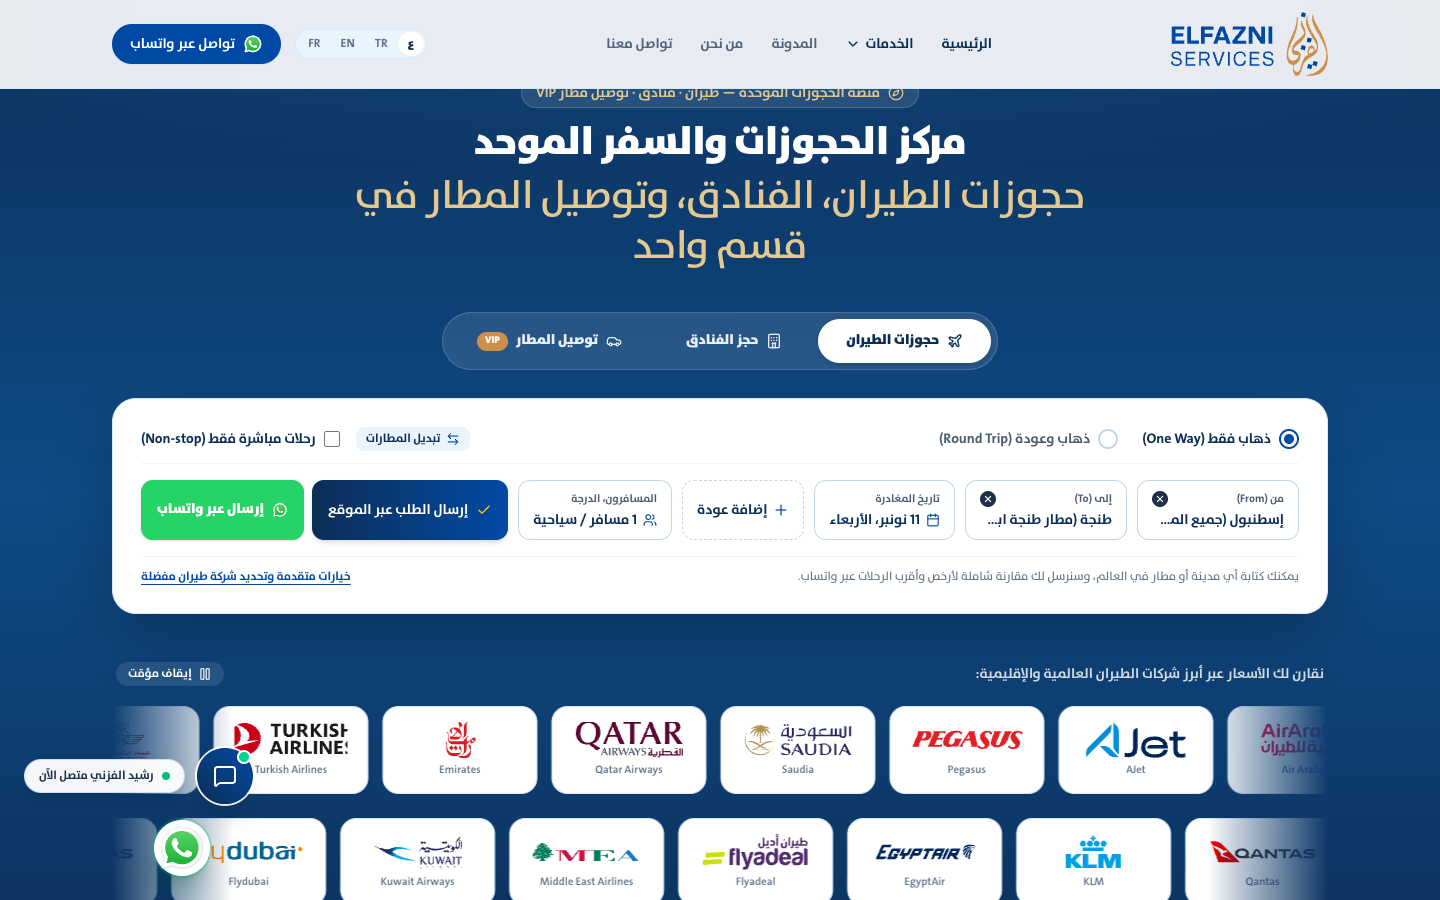 ELFAZNI
SERVICES
الرئيسية
الخدمات
المدونة
من نحن
تواصل معنا
ع
TR
EN
FR
تواصل عبر واتساب
منصة الحجوزات الموحدة — طيران · فنادق · توصيل مطار VIP
مركز الحجوزات والسفر الموحد
حجوزات الطيران، الفنادق، وتوصيل المطار في
قسم واحد
حجوزات الطيران
حجز الفنادق
توصيل المطار VIP
ذهاب فقط (One Way)
ذهاب وعودة (Round Trip)
تبديل المطارات
رحلات مباشرة فقط (Non-stop)
من (From)
إسطنبول (جميع الم...
إلى (To)
طنجة (مطار طنجة اب...
تاريخ المغادرة
11 نونبر، الأربعاء
إضافة عودة
المسافرون، الدرجة
1 مسافر / سياحية
إرسال الطلب عبر الموقع
إرسال عبر واتساب
يمكنك كتابة أي مدينة أو مطار في العالم، وسنرسل لك مقارنة شاملة لأرخص وأقرب الرحلات عبر واتساب.
خيارات متقدمة وتحديد شركة طيران مفضلة
نقارن لك الأسعار عبر أبرز شركات الطيران العالمية والإقليمية:
إيقاف مؤقت
AirArab
Air Arab
AJet
AJet
PEGASUS
Pegasus
السعودية
SAUDIA
Saudia
QATAR
AIRWAYS القطرية
Qatar Airways
Emirates
TURKISH
AIRLINES
Turkish Airlines
رشيد الفزني متصل الآن
QANTAS
Qantas
KLM
KLM
EGYPTAIR
EgyptAir
طيران أديل
flyadeal
Flyadeal
MEA
Middle East Airlines
الكويتية
KUWAIT
Kuwait Airways
ydubai
Flydubai